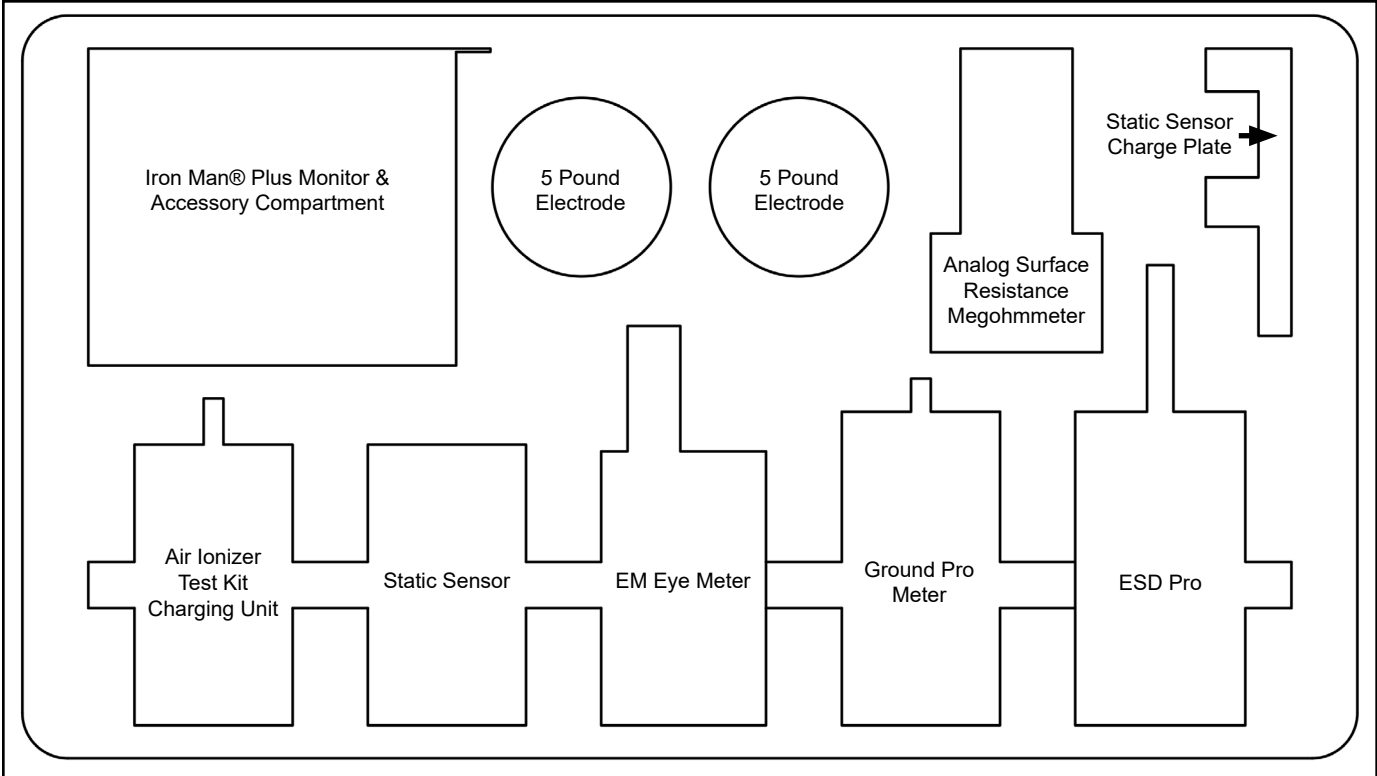 Iron Man® Plus Monitor &
Accessory Compartment
5 Pound
Electrode
5 Pound
Electrode
Static Sensor
Charge Plate
Analog Surface
Resistance
Megohmmeter
Air Ionizer
Test Kit
Charging Unit
Static Sensor
EM Eye Meter
Ground Pro
Meter
ESD Pro